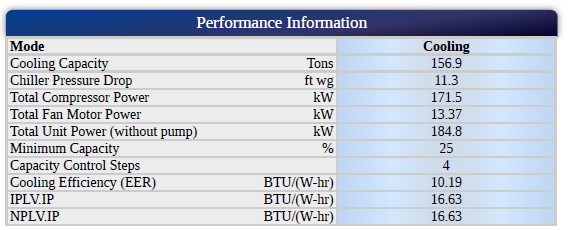 Performance Information
Mode Cooling
Cooling Capacity Tons 156.9
Chiller Pressure Drop ft wg 11.3
Total Compressor Power kW 171.5
Total Fan Motor Power kW 13.37
Total Unit Power (without pump) kW 184.8
Minimum Capacity % 25
Capacity Control Steps 4
Cooling Efficiency (EER) BTU/(W-hr) 10.19
IPLV.IP BTU/(W-hr) 16.63
NPLV.IP BTU/(W-hr) 16.63